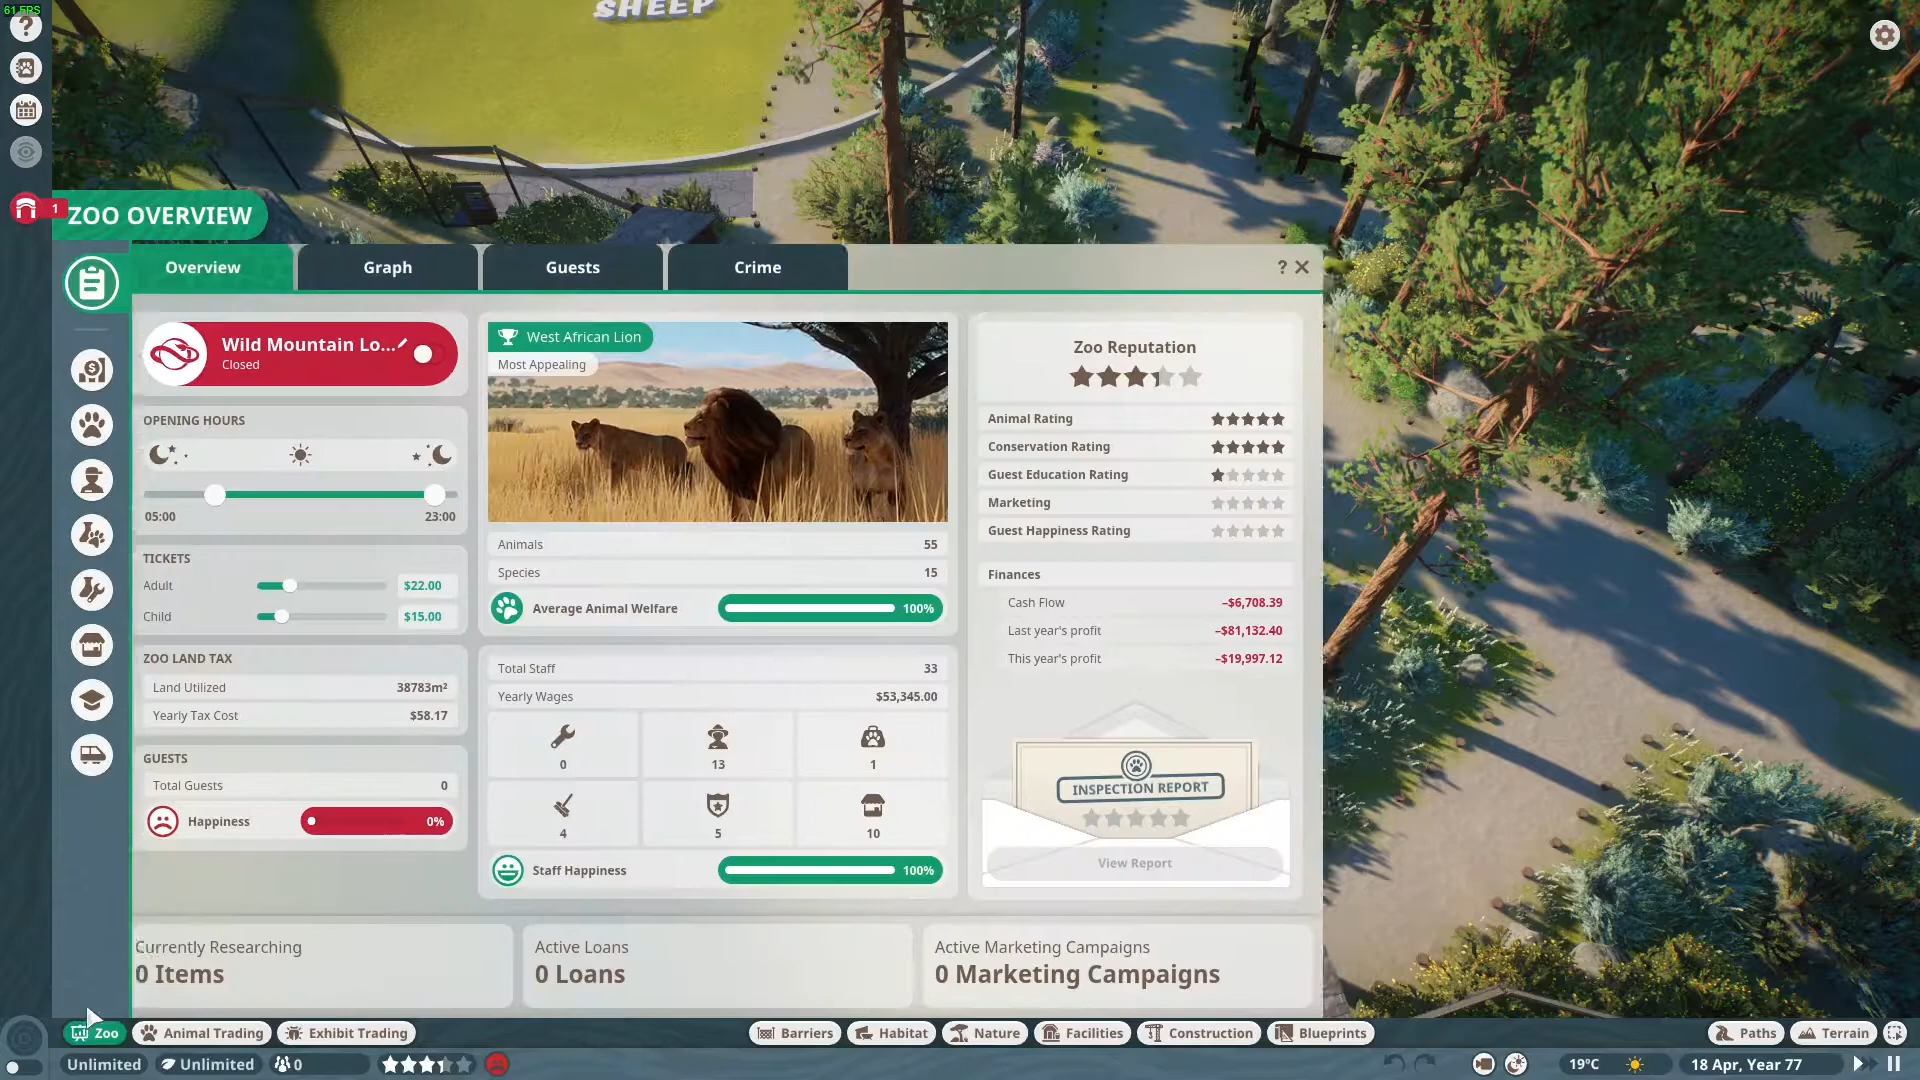 61 FPS
SHEEP
?
1
ZOO OVERVIEW
Overview
Graph
Guests
Crime
?
Wild Mountain Lo...
Closed
OPENING HOURS
05:00
23:00
TICKETS
Adult
$22.00
Child
$15.00
ZOO LAND TAX
Land Utilized
38783m²
Yearly Tax Cost
$58.17
GUESTS
Total Guests
0
Happiness
0%
West African Lion
Most Appealing
Animals
55
Species
15
Average Animal Welfare
100%
Total Staff
33
Yearly Wages
$53,345.00
0
13
1
4
5
10
Staff Happiness
100%
Zoo Reputation
Animal Rating
Conservation Rating
Guest Education Rating
Marketing
Guest Happiness Rating
Finances
Cash Flow
–$6,708.39
Last year's profit
–$81,132.40
This year's profit
–$19,997.12
INSPECTION REPORT
View Report
Currently Researching
0 Items
Active Loans
0 Loans
Active Marketing Campaigns
0 Marketing Campaigns
Zoo
Animal Trading
Exhibit Trading
Barriers
Habitat
Nature
Facilities
Construction
Blueprints
Paths
Terrain
Unlimited
Unlimited
0
19°C
18 Apr, Year 77